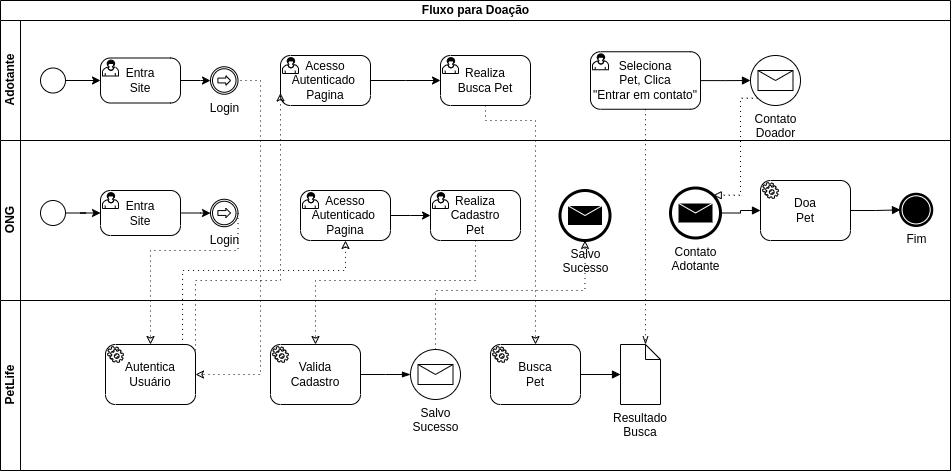 Fluxo para Doação
Adotante
Entra
Site
Login
Acesso
Autenticado
Pagina
Realiza
Busca Pet
Seleciona
Pet, Clica
"Entrar em contato"
Contato
Doador
ONG
Entra
Site
Login
Acesso
Autenticado
Pagina
Realiza
Cadastro
Pet
Salvo
Sucesso
Contato
Adotante
Doa
Pet
Fim
PetLife
Autentica
Usuário
Valida
Cadastro
Salvo
Sucesso
Busca
Pet
Resultado
Busca